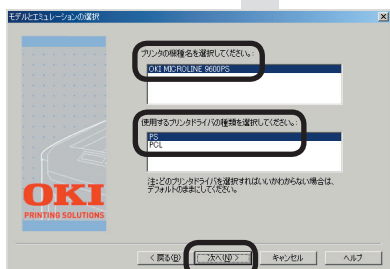 モデルとエミュレーションの選択
プリンタの機種名を選択してください。:
OKI MICROLINE 9600PS
使用するプリンタドライバの種類を選択してください。:
PS
PCL
注:どのプリンタドライバを選択すればいいかわからない場合は、
デフォルトのままにしてください。
OKI
PRINTING SOLUTIONS
< 戻る(B)
次へ(N) >
キャンセル
ヘルプ